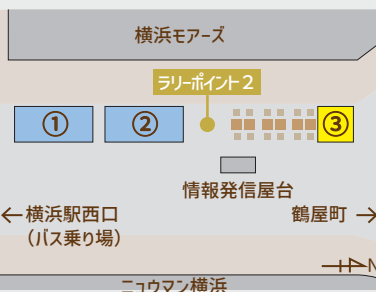 横浜モアーズ
ラリーポイント2
①
②
③
情報発信屋台
←横浜駅西口
(バス乗り場)
鶴屋町→
N
ニュウマン横浜